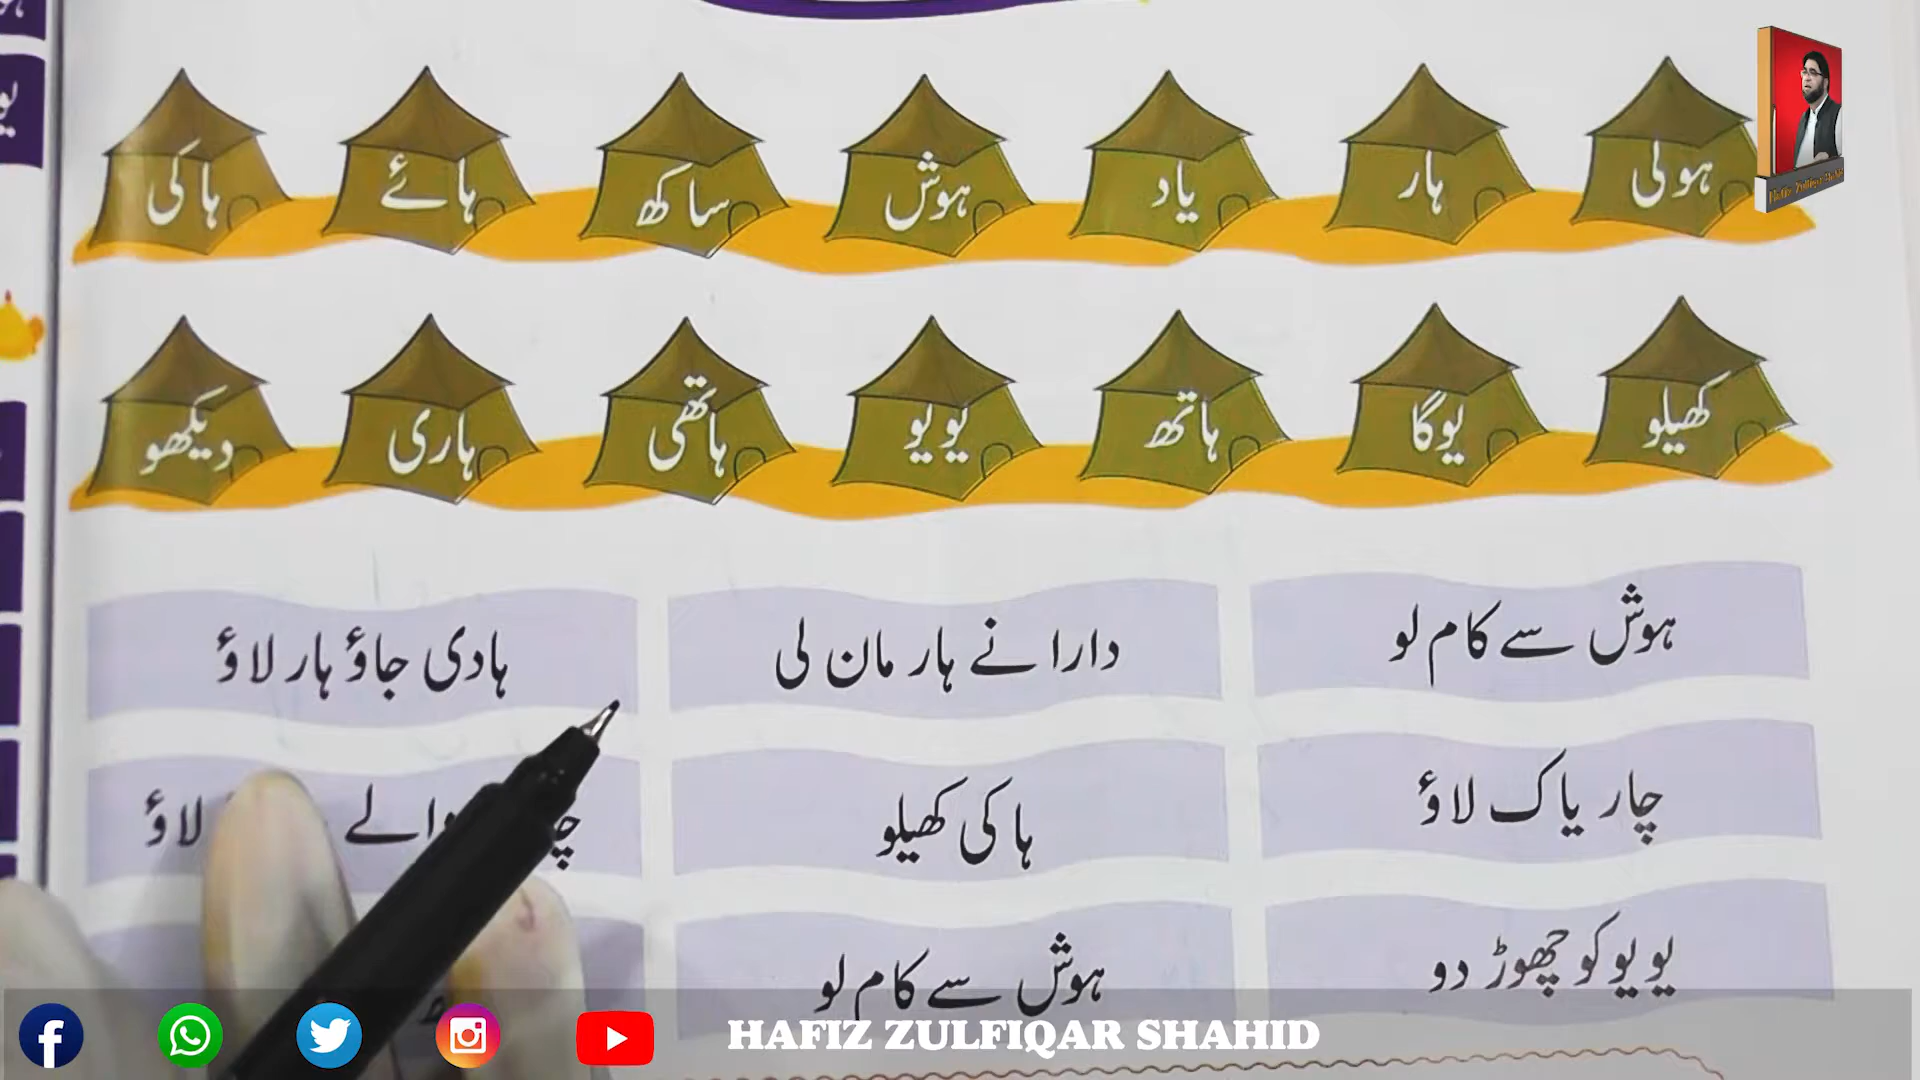 ہولی ہار یاد ہوش ساکھ ہائے ہاکی
کھیلو یوگا ہاتھ یویو ہاتھی ہاری دیکھو
ہوش سے کام لو دارا نے ہار مان لی ہادی جاؤ ہار لاؤ
چار یاک لاؤ ہاکی کھیلو والے لاؤ
یویو کو چھوڑ دو ہوش سے کام لو
HAFIZ ZULFIQAR SHAHID